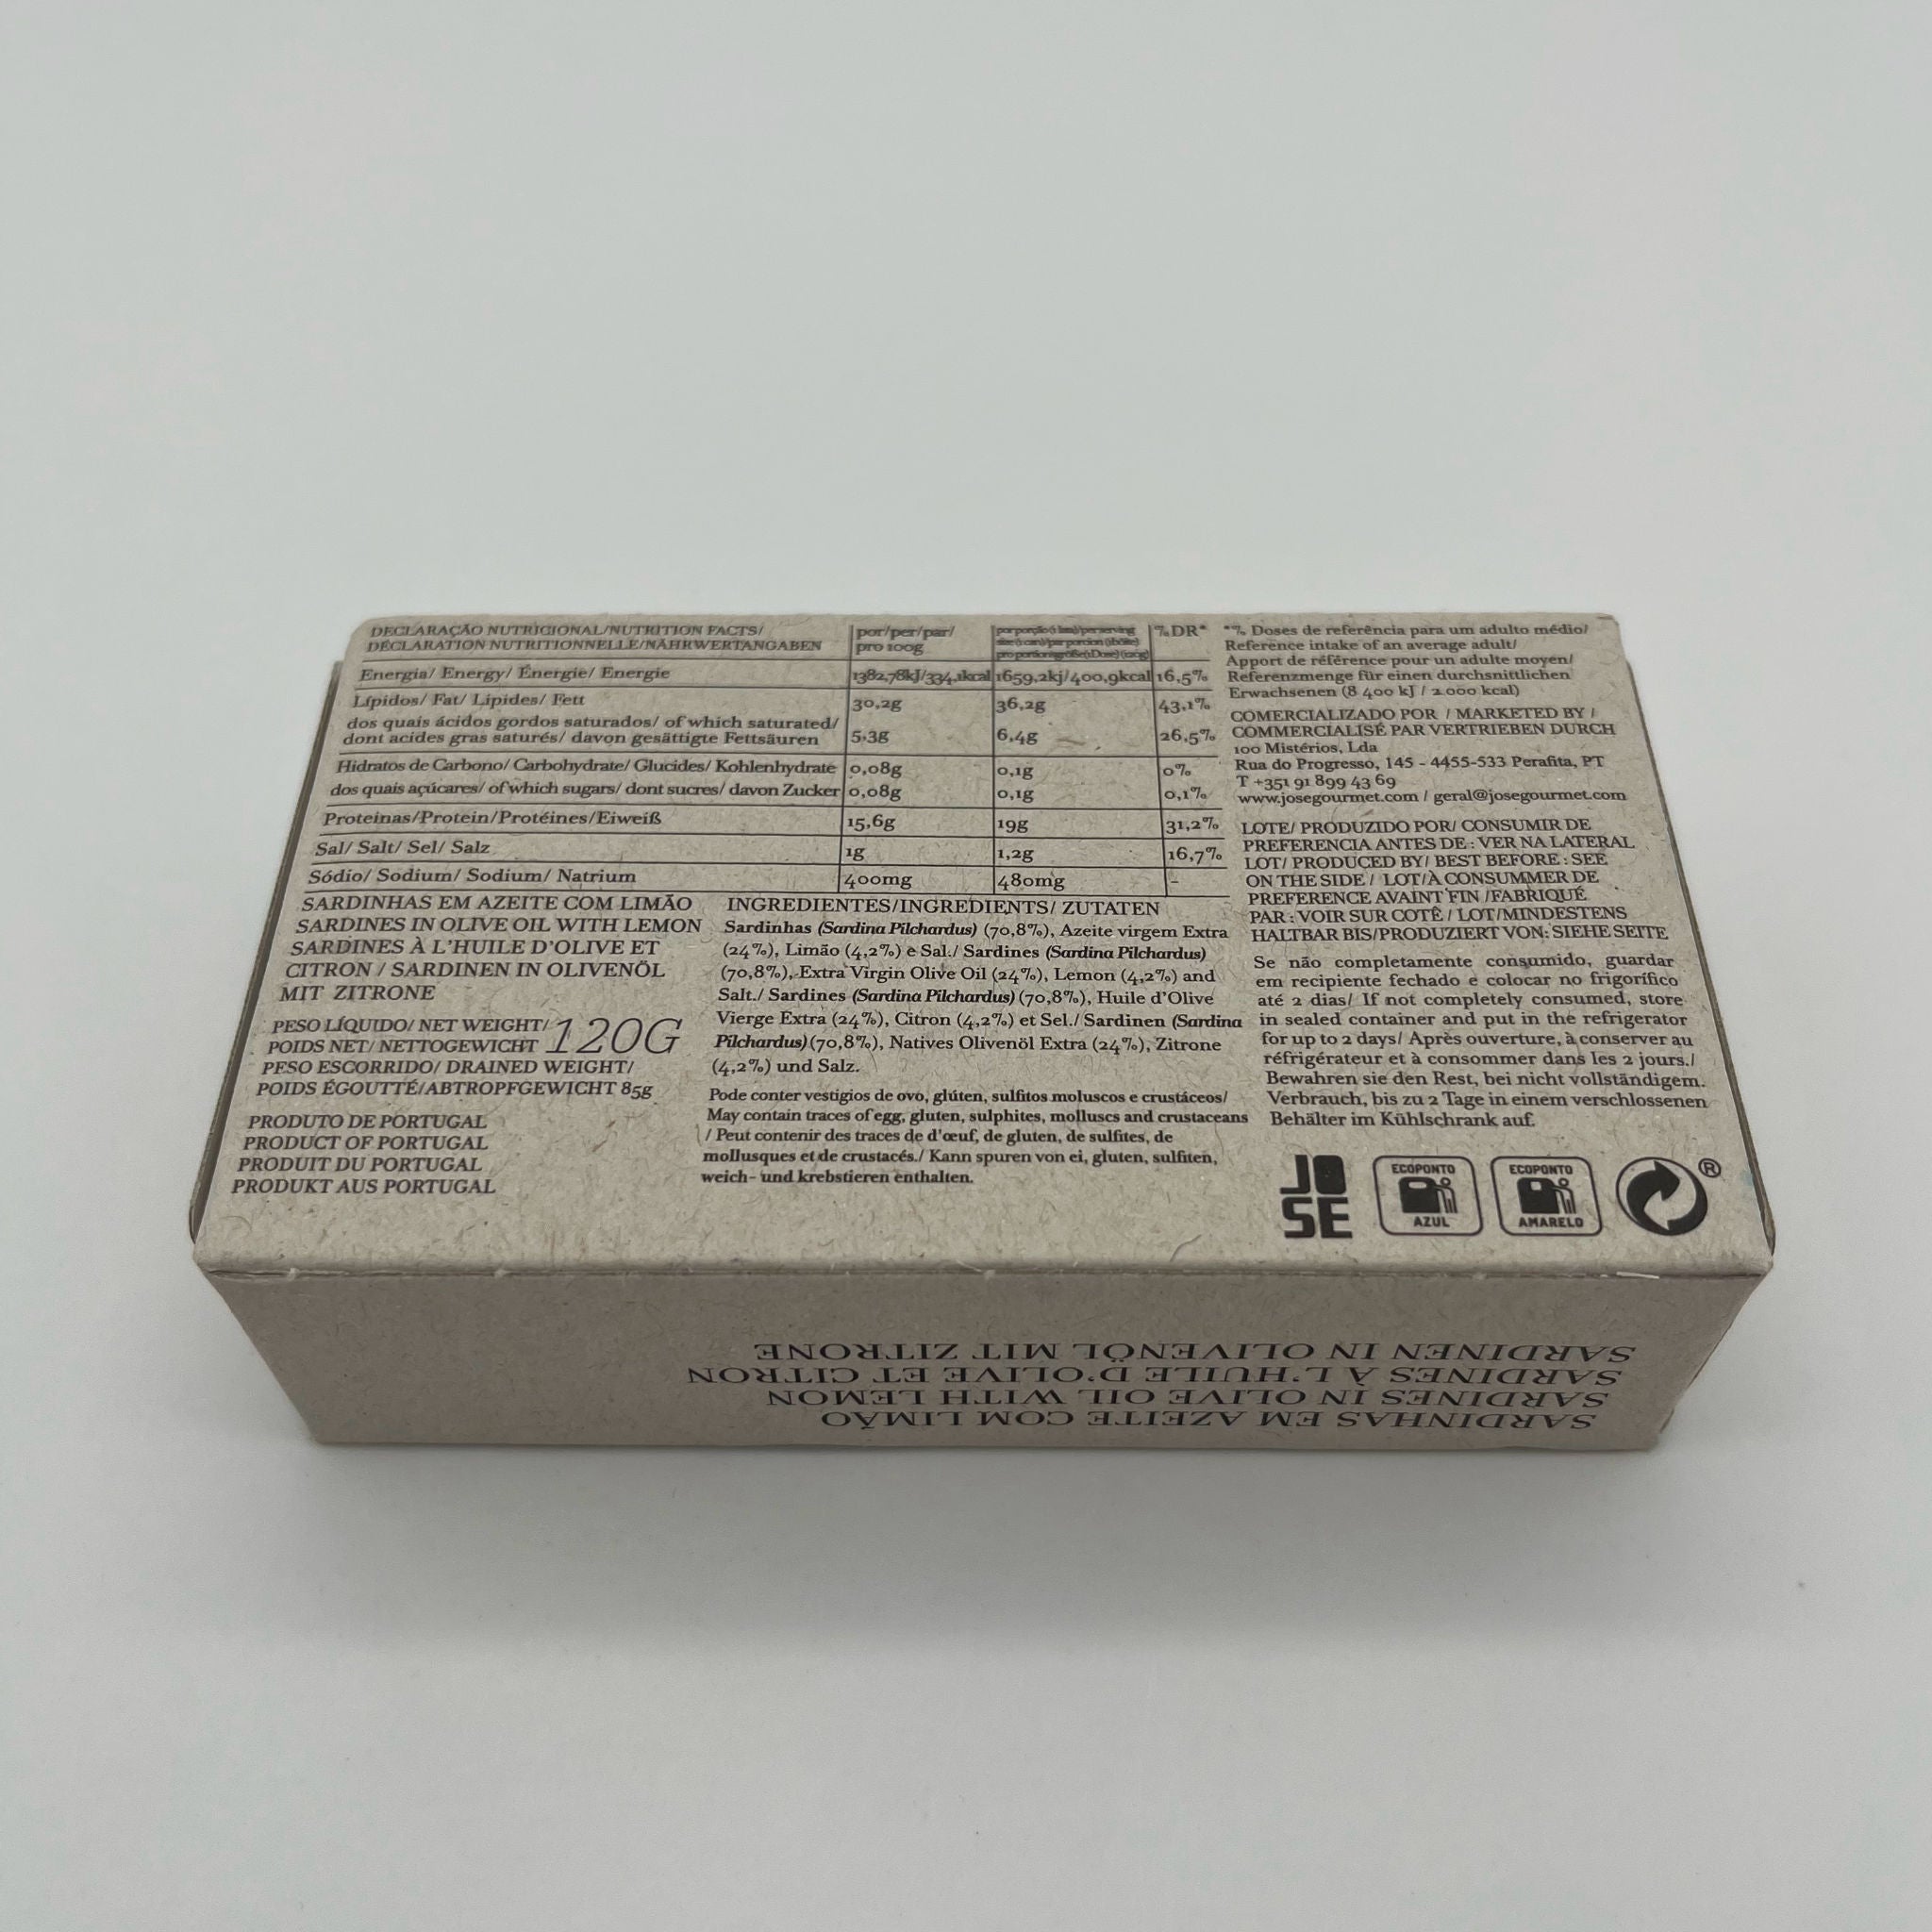 DECLARAÇÃO NUTRICIONAL/NUTRITION FACTS/
DÉCLARATION NUTRITIONNELLE/NÄHRWERTANGABEN
por/per/par/
pro 100g
por porção (1 lata)/per serving
size (1 can)/par porcion (1 boîte)
pro portionsgröße (1 Dose) (120g)
%DR*
Energia/ Energy/ Énergie/ Energie 1382,78kJ/334,1kcal 1659,2kj/400,9kcal 16,5%
Lípidos/ Fat/ Lipides/ Fett 30,2g 36,2g 43,1%
dos quais ácidos gordos saturados/ of which saturated/
dont acides gras saturés/ davon gesättigte Fettsäuren 5,3g 6,4g 26,5%
Hidratos de Carbono/ Carbohydrate/ Glucides/ Kohlenhydrate 0,08g 0,1g 0%
dos quais açúcares/ of which sugars/ dont sucres/ davon Zucker 0,08g 0,1g 0,1%
Proteinas/Protein/Protéines/Eiweiß 15,6g 19g 31,2%
Sal/ Salt/ Sel/ Salz 1g 1,2g 16,7%
Sódio/ Sodium/ Sodium/ Natrium 400mg 480mg -
SARDINHAS EM AZEITE COM LIMÃO
SARDINES IN OLIVE OIL WITH LEMON
SARDINES À L'HUILE D'OLIVE ET
CITRON / SARDINEN IN OLIVENÖL
MIT ZITRONE
PESO LÍQUIDO/ NET WEIGHT/
POIDS NET/ NETTOGEWICHT 120G
PESO ESCORRIDO/ DRAINED WEIGHT/
POIDS ÉGOUTTÉ/ABTROPFGEWICHT 85g
PRODUTO DE PORTUGAL
PRODUCT OF PORTUGAL
PRODUIT DU PORTUGAL
PRODUKT AUS PORTUGAL
INGREDIENTES/INGREDIENTS/ ZUTATEN
Sardinhas (Sardina Pilchardus) (70,8%), Azeite virgem Extra
(24%), Limão (4,2%) e Sal./ Sardines (Sardina Pilchardus)
(70,8%), Extra Virgin Olive Oil (24%), Lemon (4,2%) and
Salt./ Sardines (Sardina Pilchardus) (70,8%), Huile d'Olive
Vierge Extra (24%), Citron (4,2%) et Sel./ Sardinen (Sardina
Pilchardus) (70,8%), Natives Olivenöl Extra (24%), Zitrone
(4,2%) und Salz.
Pode conter vestigios de ovo, glúten, sulfitos moluscos e crustáceos/
May contain traces of egg, gluten, sulphites, molluscs and crustaceans
/ Peut contenir des traces de d'œuf, de gluten, de sulfites, de
mollusques et de crustacés./ Kann spuren von ei, gluten, sulfiten,
weich- und krebstieren enthalten.
*% Doses de referência para um adulto médio/
Reference intake of an average adult/
Apport de référence pour un adulte moyen/
Referenzmenge für einen durchsnittlichen
Erwachsenen (8 400 kJ / 2 000 kcal)
COMERCIALIZADO POR / MARKETED BY /
COMMERCIALISÉ PAR VERTRIEBEN DURCH
100 Mistérios, Lda
Rua do Progresso, 145 - 4455-533 Perafita, PT
T +351 91 899 43 69
www.josegourmet.com / geral@josegourmet.com
LOTE/ PRODUZIDO POR/ CONSUMIR DE
PREFERENCIA ANTES DE : VER NA LATERAL
LOT/ PRODUCED BY/ BEST BEFORE : SEE
ON THE SIDE / LOT/À CONSUMMER DE
PREFERENCE AVAINT FIN /FABRIQUÉ
PAR : VOIR SUR COTÊ / LOT/MINDESTENS
HALTBAR BIS/PRODUZIERT VON: SIEHE SEITE
Se não completamente consumido, guardar
em recipiente fechado e colocar no frigorífico
até 2 dias/ If not completely consumed, store
in sealed container and put in the refrigerator
for up to 2 days/ Après ouverture, à conserver au
réfrigérateur et à consommer dans les 2 jours./
Bewahren sie den Rest, bei nicht vollständigem.
Verbrauch, bis zu 2 Tage in einem verschlossenen
Behälter im Kühlschrank auf.
JO
SE
ECOPONTO
AZUL
ECOPONTO
AMARELO
®
SARDINHAS EM AZEITE COM LIMÃO
SARDINES IN OLIVE OIL WITH LEMON
SARDINES À L'HUILE D'OLIVE ET CITRON
SARDINEN IN OLIVENÖL MIT ZITRONE